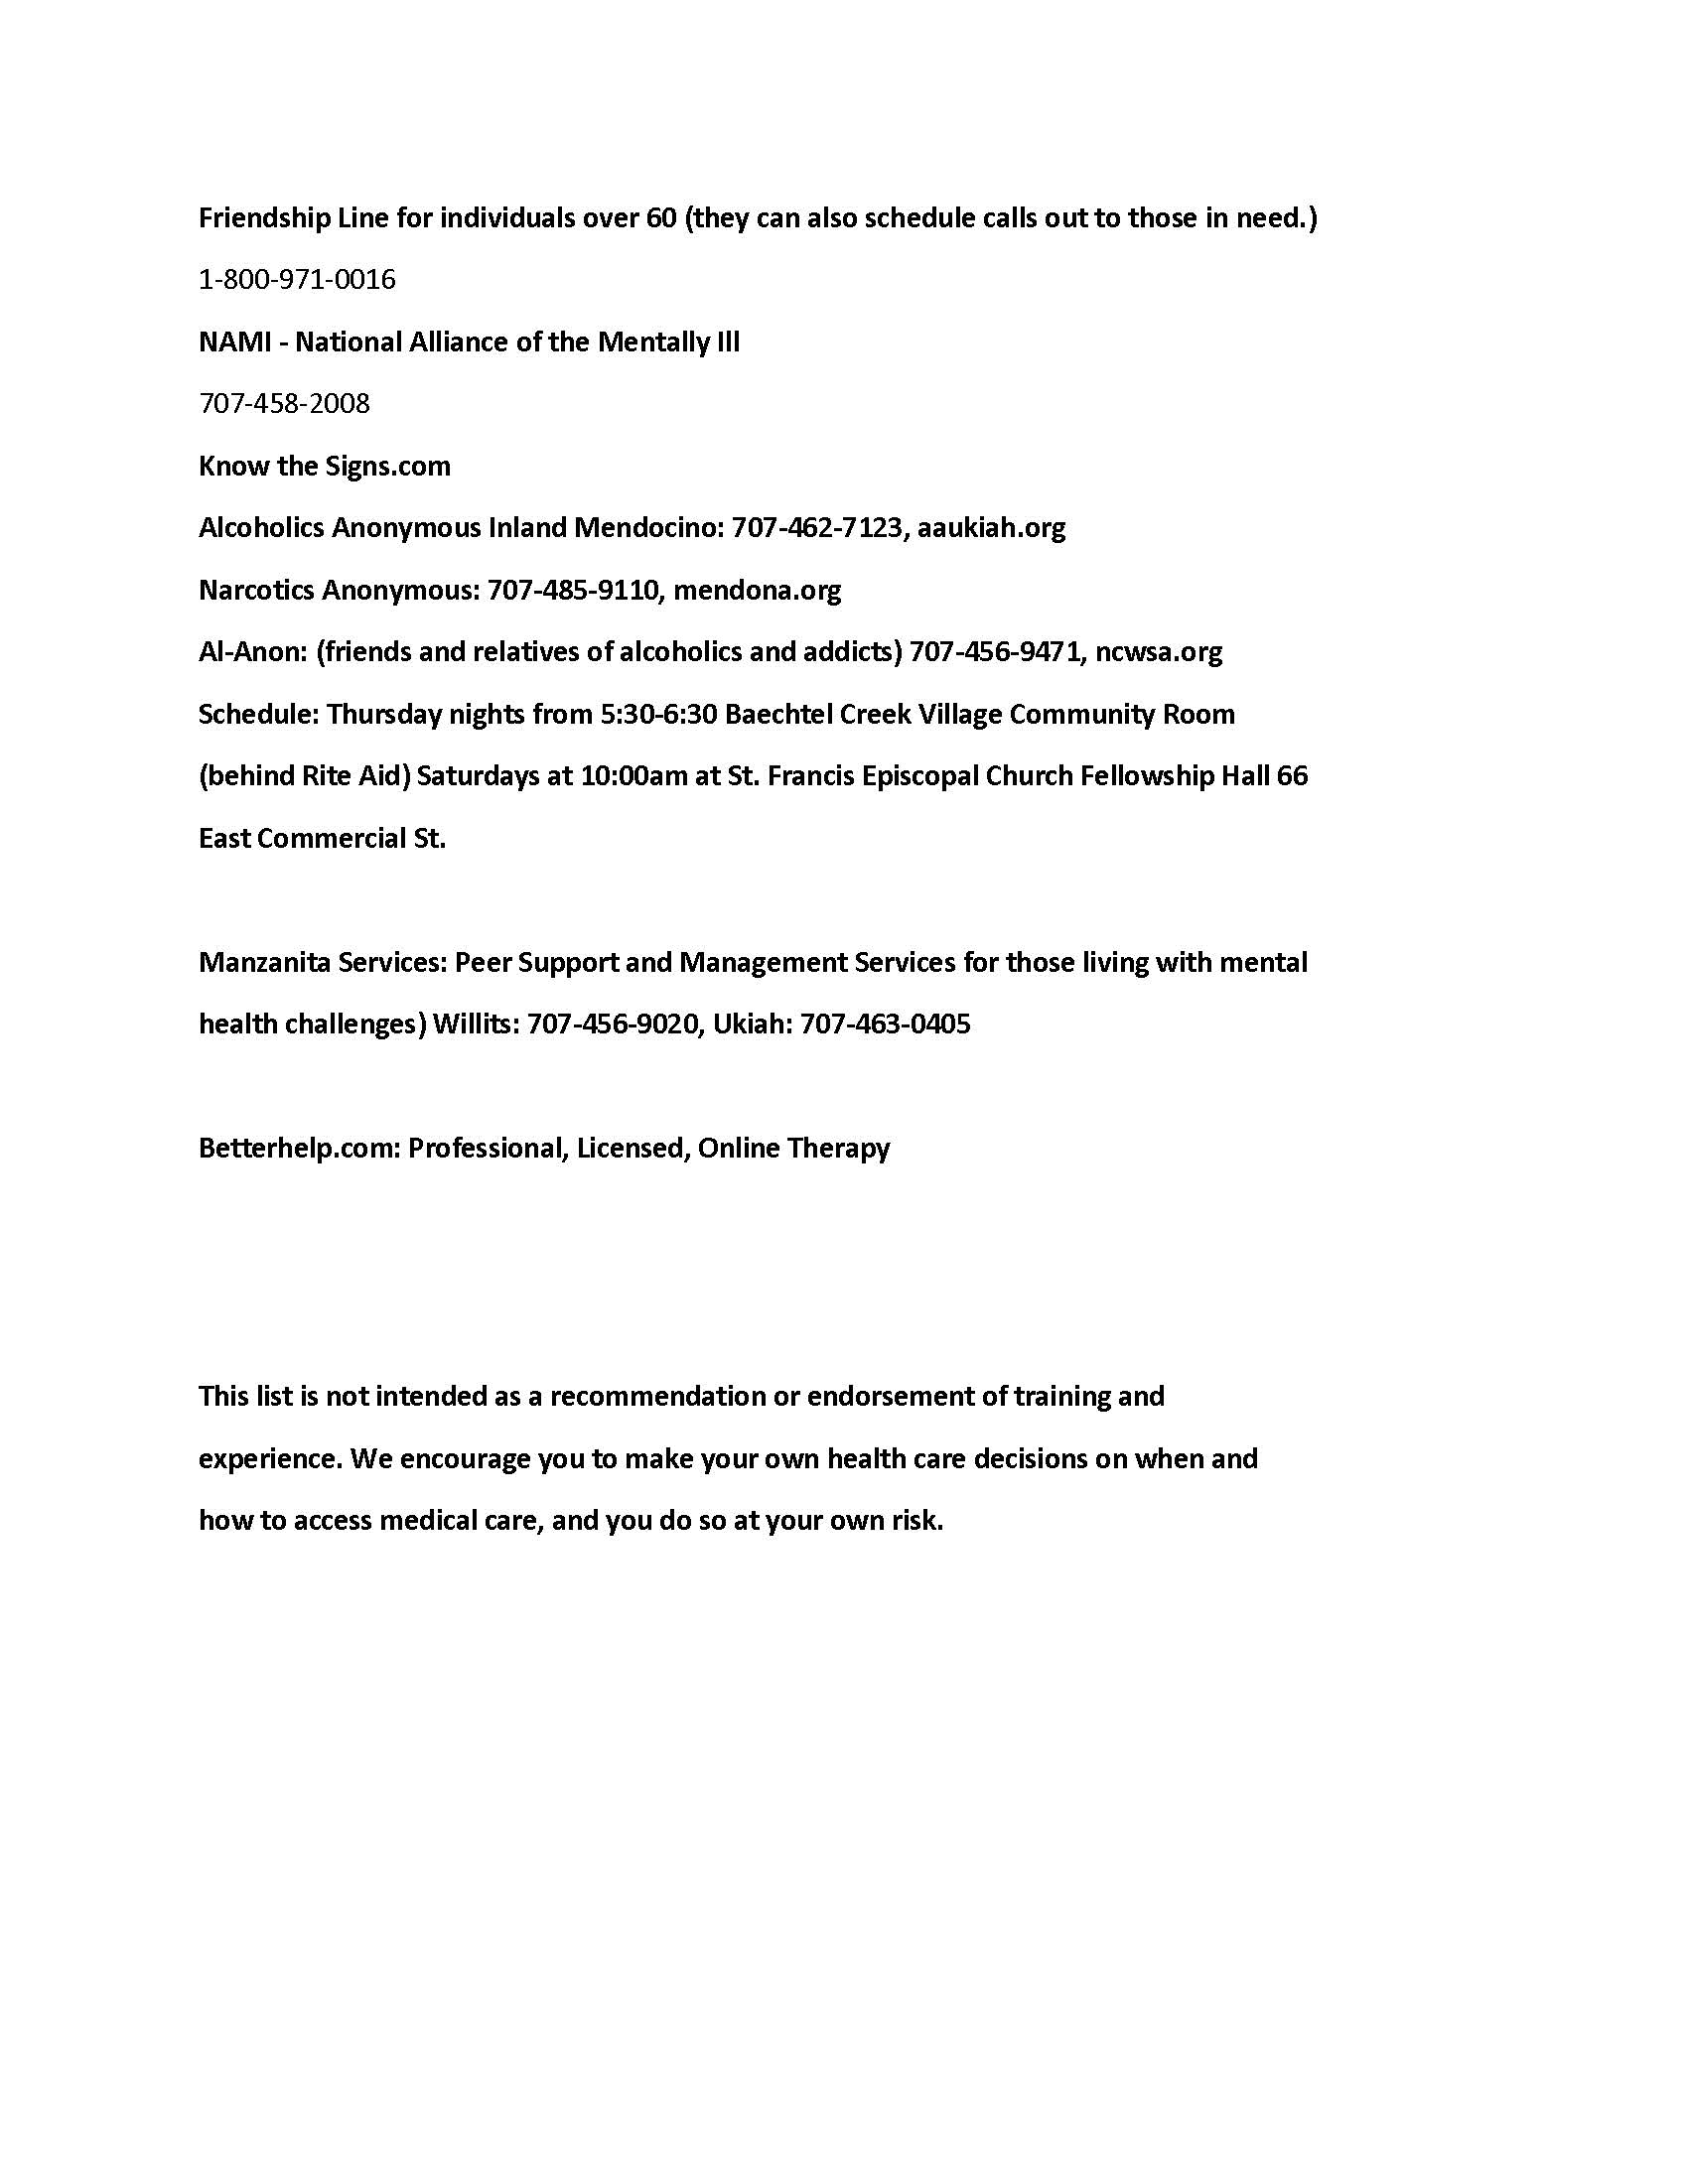 Friendship Line for individuals over 60 (they can also schedule calls out to those in need.)
1-800-971-0016
NAMI - National Alliance of the Mentally Ill
707-458-2008
Know the Signs.com
Alcoholics Anonymous Inland Mendocino: 707-462-7123, aaukiah.org
Narcotics Anonymous: 707-485-9110, mendona.org
Al-Anon: (friends and relatives of alcoholics and addicts) 707-456-9471, ncwsa.org
Schedule: Thursday nights from 5:30-6:30 Baechtel Creek Village Community Room
(behind Rite Aid) Saturdays at 10:00am at St. Francis Episcopal Church Fellowship Hall 66
East Commercial St.
Manzanita Services: Peer Support and Management Services for those living with mental
health challenges) Willits: 707-456-9020, Ukiah: 707-463-0405
Betterhelp.com: Professional, Licensed, Online Therapy
This list is not intended as a recommendation or endorsement of training and
experience. We encourage you to make your own health care decisions on when and
how to access medical care, and you do so at your own risk.